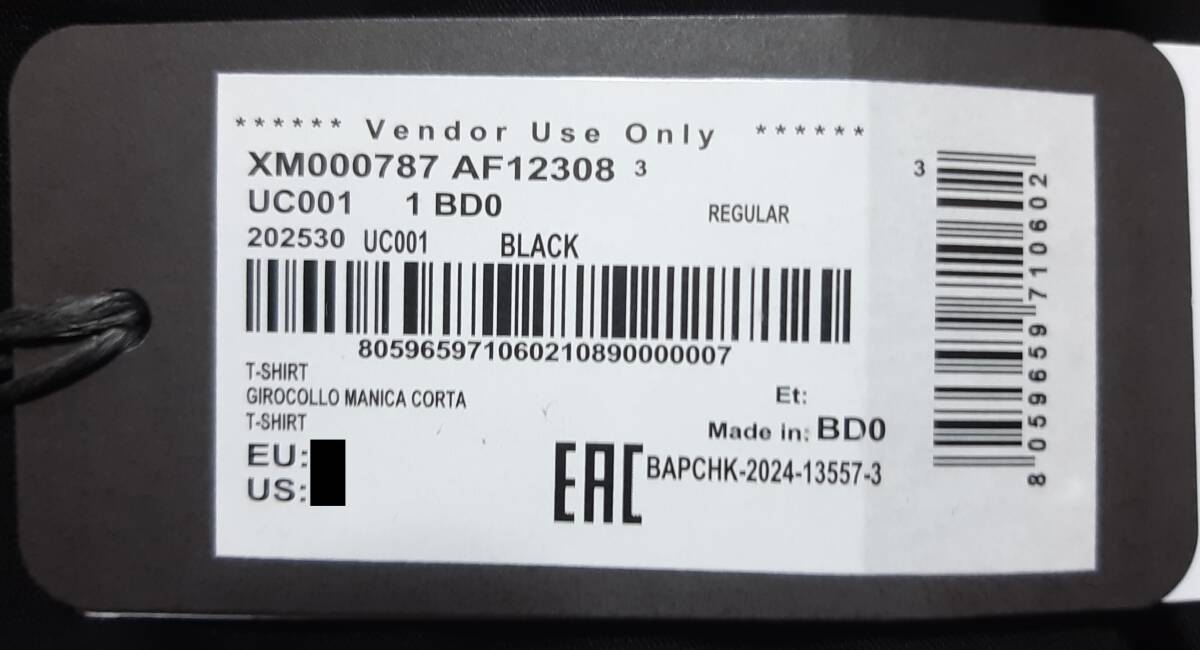 ****** Vendor Use Only ******
XM000787 AF12308 3
UC001 1 BD0
REGULAR
202530 UC001 BLACK
805965971060210890000007
T-SHIRT
GIROCOLLO MANICA CORTA
T-SHIRT
EU:
US:
Et:
Made in: BD0
EAC BAPCHK-2024-13557-3
3
8059659710602